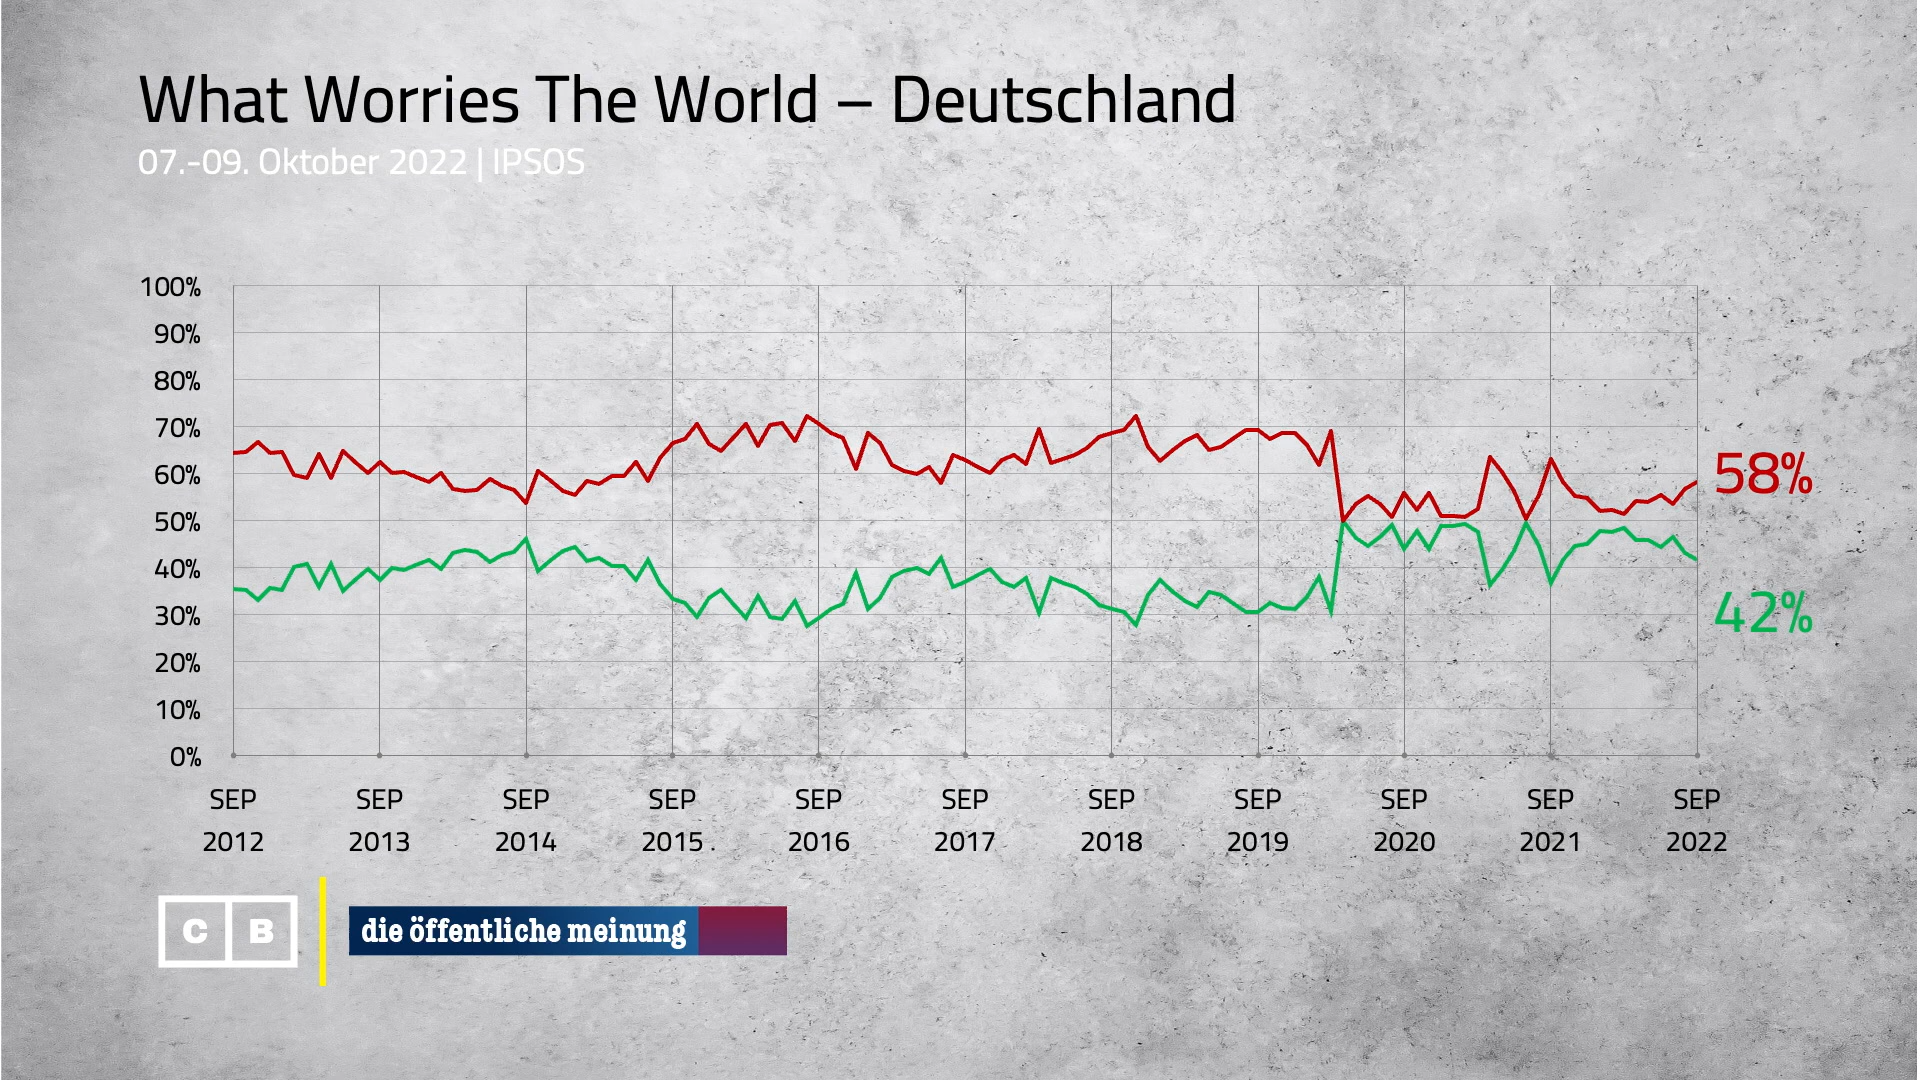 What Worries The World – Deutschland
07.-09. Oktober 2022 | IPSOS
100%
90%
80%
70%
60%
50%
40%
30%
20%
10%
0%
58%
42%
SEP SEP SEP SEP SEP SEP SEP SEP SEP SEP SEP
2012 2013 2014 2015 2016 2017 2018 2019 2020 2021 2022
C B
die öffentliche meinung